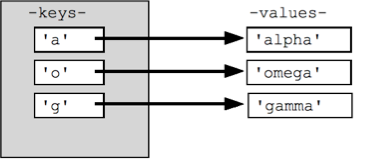 -keys- -values-
'a' 'alpha'
'o' 'omega'
'g' 'gamma'